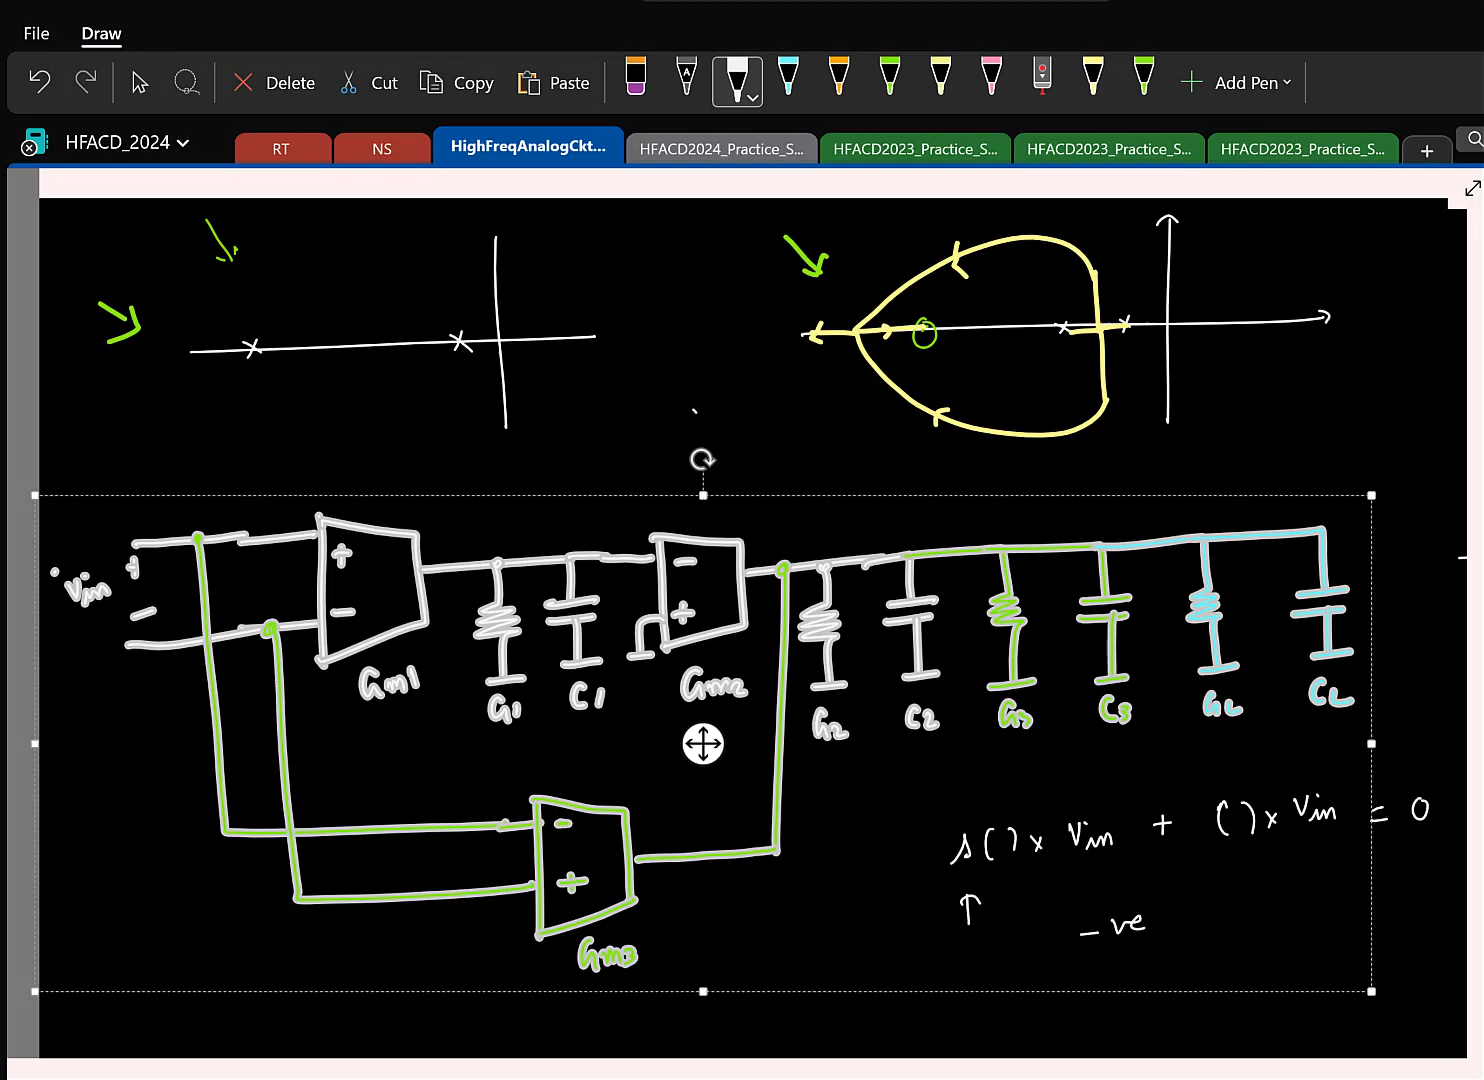 File Draw
Delete Cut Copy Paste A Add Pen
HFACD_2024 RT NS HighFreqAnalogCkt... HFACD2024_Practice_S... HFACD2023_Practice_S... HFACD2023_Practice_S... HFACD2023_Practice_S...
+ - +
Vin + -
- +
Gm1 G1 C1 Gm2 G2 C2 G3 C3 GL CL
- +
s( ) x Vin + ( ) x Vin = 0
↑ - ve
Gm3